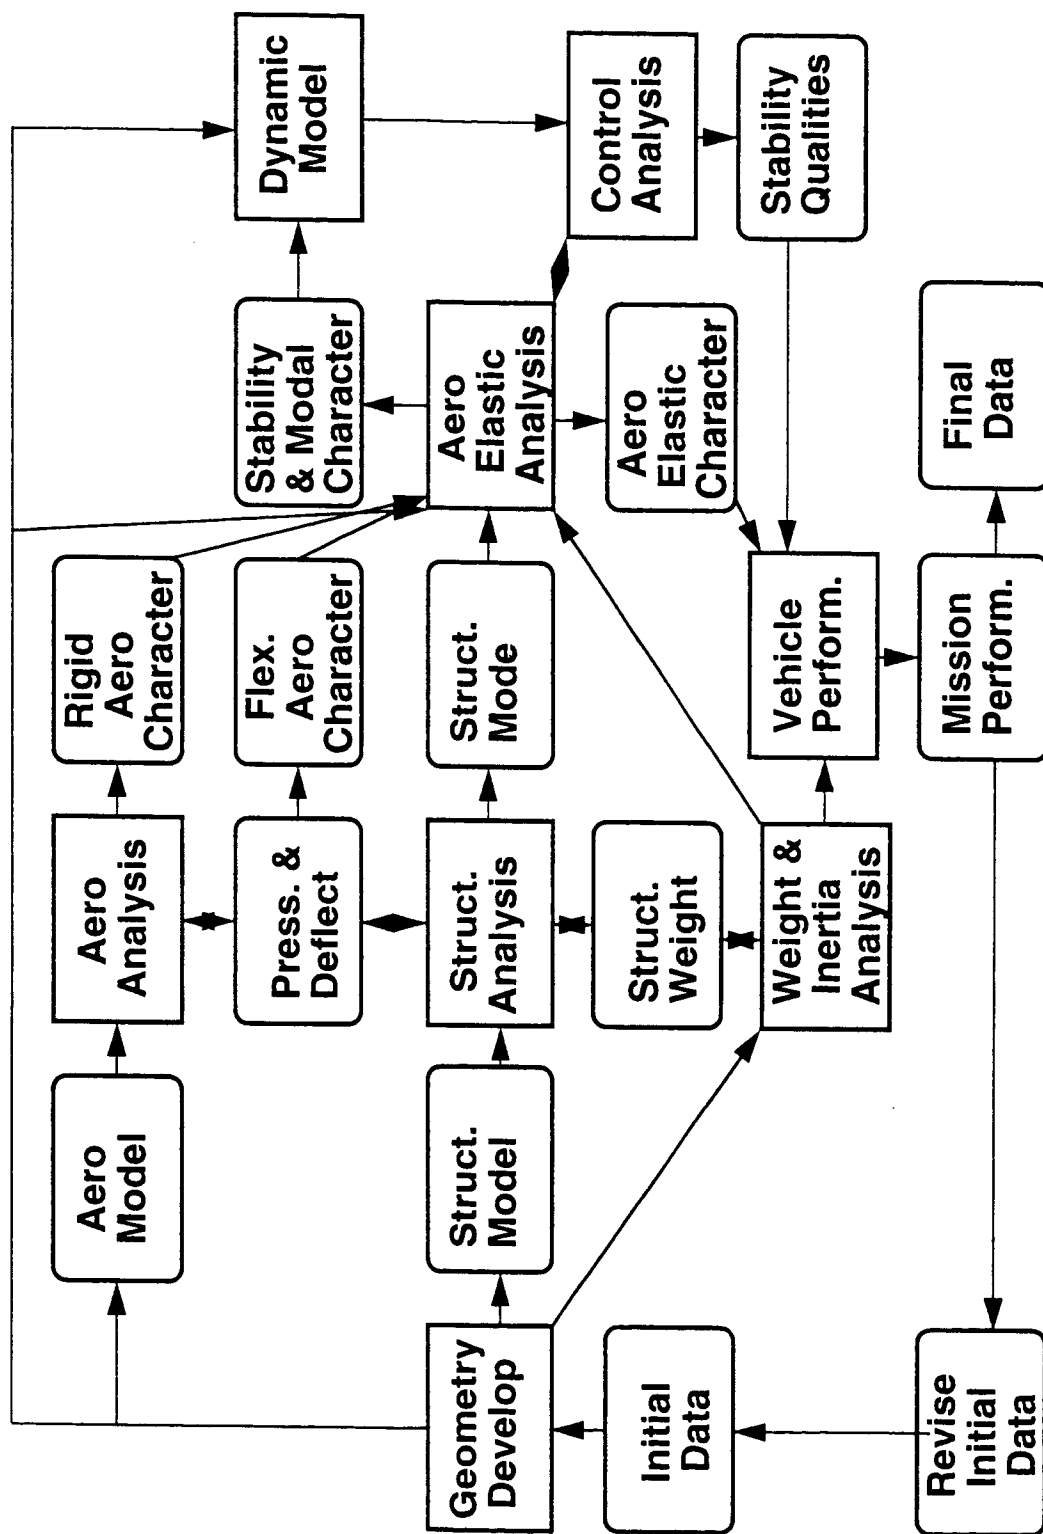 Geometry
Develop
Initial
Data
Revise
Initial
Data
Aero
Model
Struct.
Model
Aero
Analysis
Press. &
Deflect
Struct.
Analysis
Struct.
Weight
Weight &
Inertia
Analysis
Rigid
Aero
Character
Flex.
Aero
Character
Struct.
Mode
Vehicle
Perform.
Mission
Perform.
Stability
& Modal
Character
Aero
Elastic
Analysis
Aero
Elastic
Character
Final
Data
Dynamic
Model
Control
Analysis
Stability
Qualities